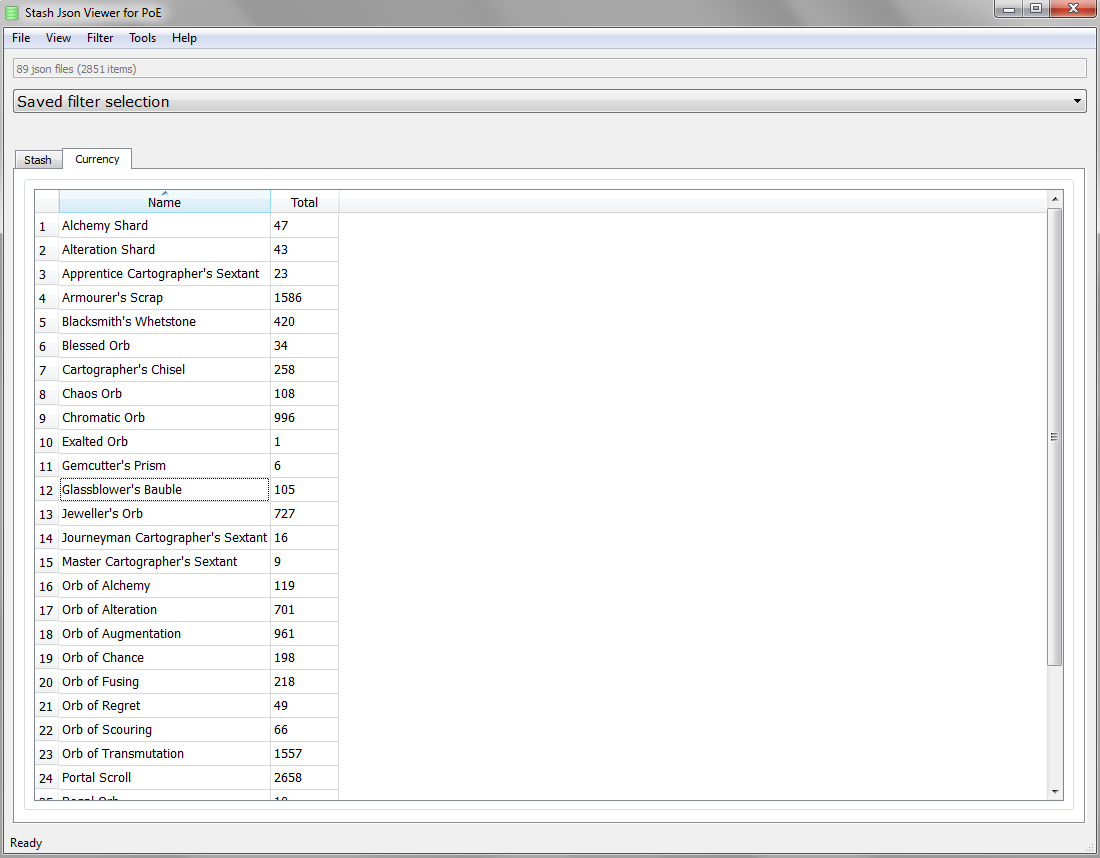 Stash Json Viewer for PoE
File View Filter Tools Help
89 json files (2851 items)
Saved filter selection
Stash Currency
Name Total
1 Alchemy Shard 47
2 Alteration Shard 43
3 Apprentice Cartographer's Sextant 23
4 Armourer's Scrap 1586
5 Blacksmith's Whetstone 420
6 Blessed Orb 34
7 Cartographer's Chisel 258
8 Chaos Orb 108
9 Chromatic Orb 996
10 Exalted Orb 1
11 Gemcutter's Prism 6
12 Glassblower's Bauble 105
13 Jeweller's Orb 727
14 Journeyman Cartographer's Sextant 16
15 Master Cartographer's Sextant 9
16 Orb of Alchemy 119
17 Orb of Alteration 701
18 Orb of Augmentation 961
19 Orb of Chance 198
20 Orb of Fusing 218
21 Orb of Regret 49
22 Orb of Scouring 66
23 Orb of Transmutation 1557
24 Portal Scroll 2658
Ready